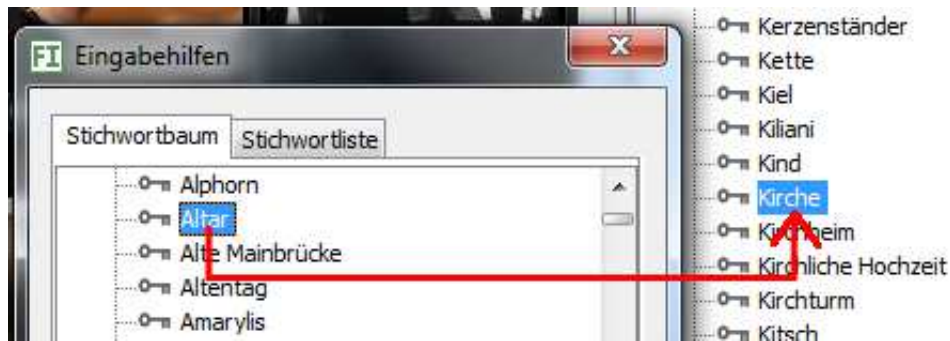 FI Eingabehilfen
Stichwortbaum
Stichwortliste
Alphorn
Altar
Alte Mainbrücke
Altentag
Amarylis
Kerzenständer
Kette
Kiel
Kiliani
Kind
Kirche
Kirchheim
Kirchliche Hochzeit
Kirchturm
Kitsch